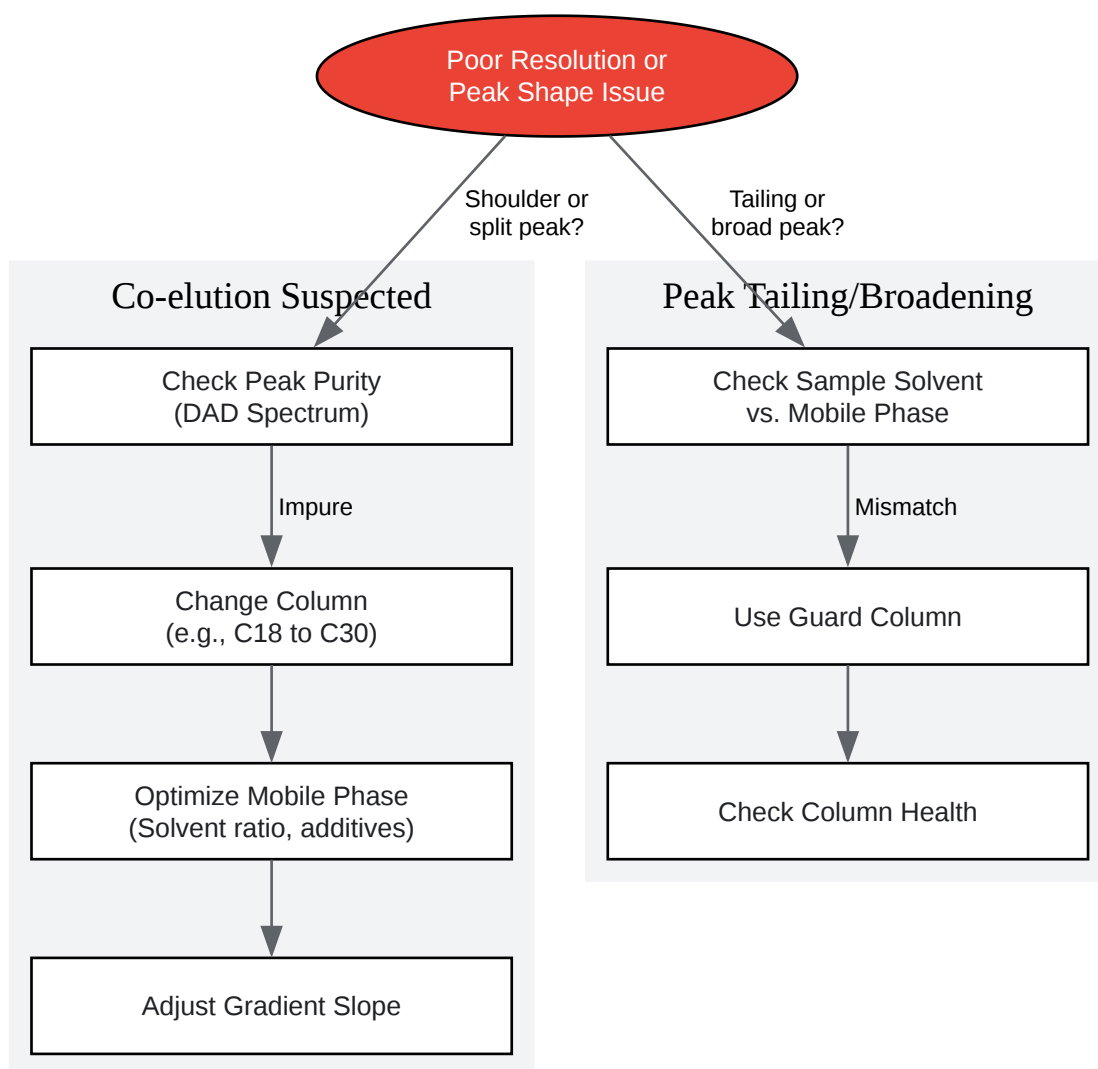 Poor Resolution or
Peak Shape Issue
Shoulder or
split peak?
Tailing or
broad peak?
Co-elution Suspected
Check Peak Purity
(DAD Spectrum)
Impure
Change Column
(e.g., C18 to C30)
Optimize Mobile Phase
(Solvent ratio, additives)
Adjust Gradient Slope
Peak Tailing/Broadening
Check Sample Solvent
vs. Mobile Phase
Mismatch
Use Guard Column
Check Column Health